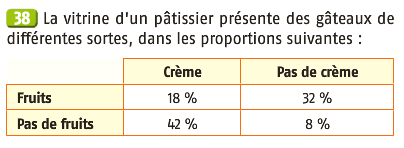 38 La vitrine d'un pâtissier présente des gâteaux de
différentes sortes, dans les proportions suivantes :
Crème Pas de crème
Fruits 18 % 32 %
Pas de fruits 42 % 8 %